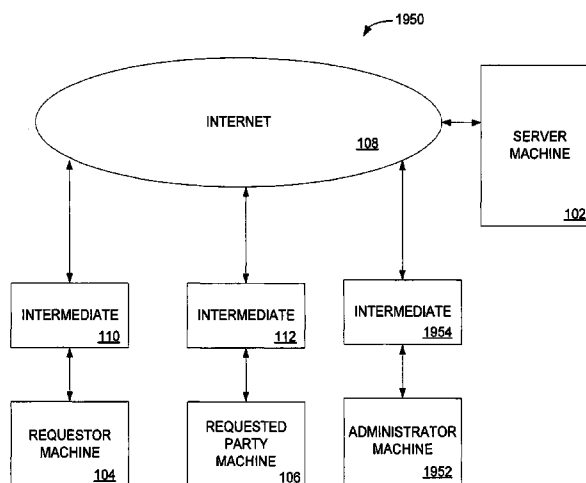 1950
INTERNET
108
SERVER
MACHINE
102
INTERMEDIATE
110
INTERMEDIATE
112
INTERMEDIATE
1954
REQUESTOR
MACHINE
104
REQUESTED
PARTY
MACHINE
106
ADMINISTRATOR
MACHINE
1952